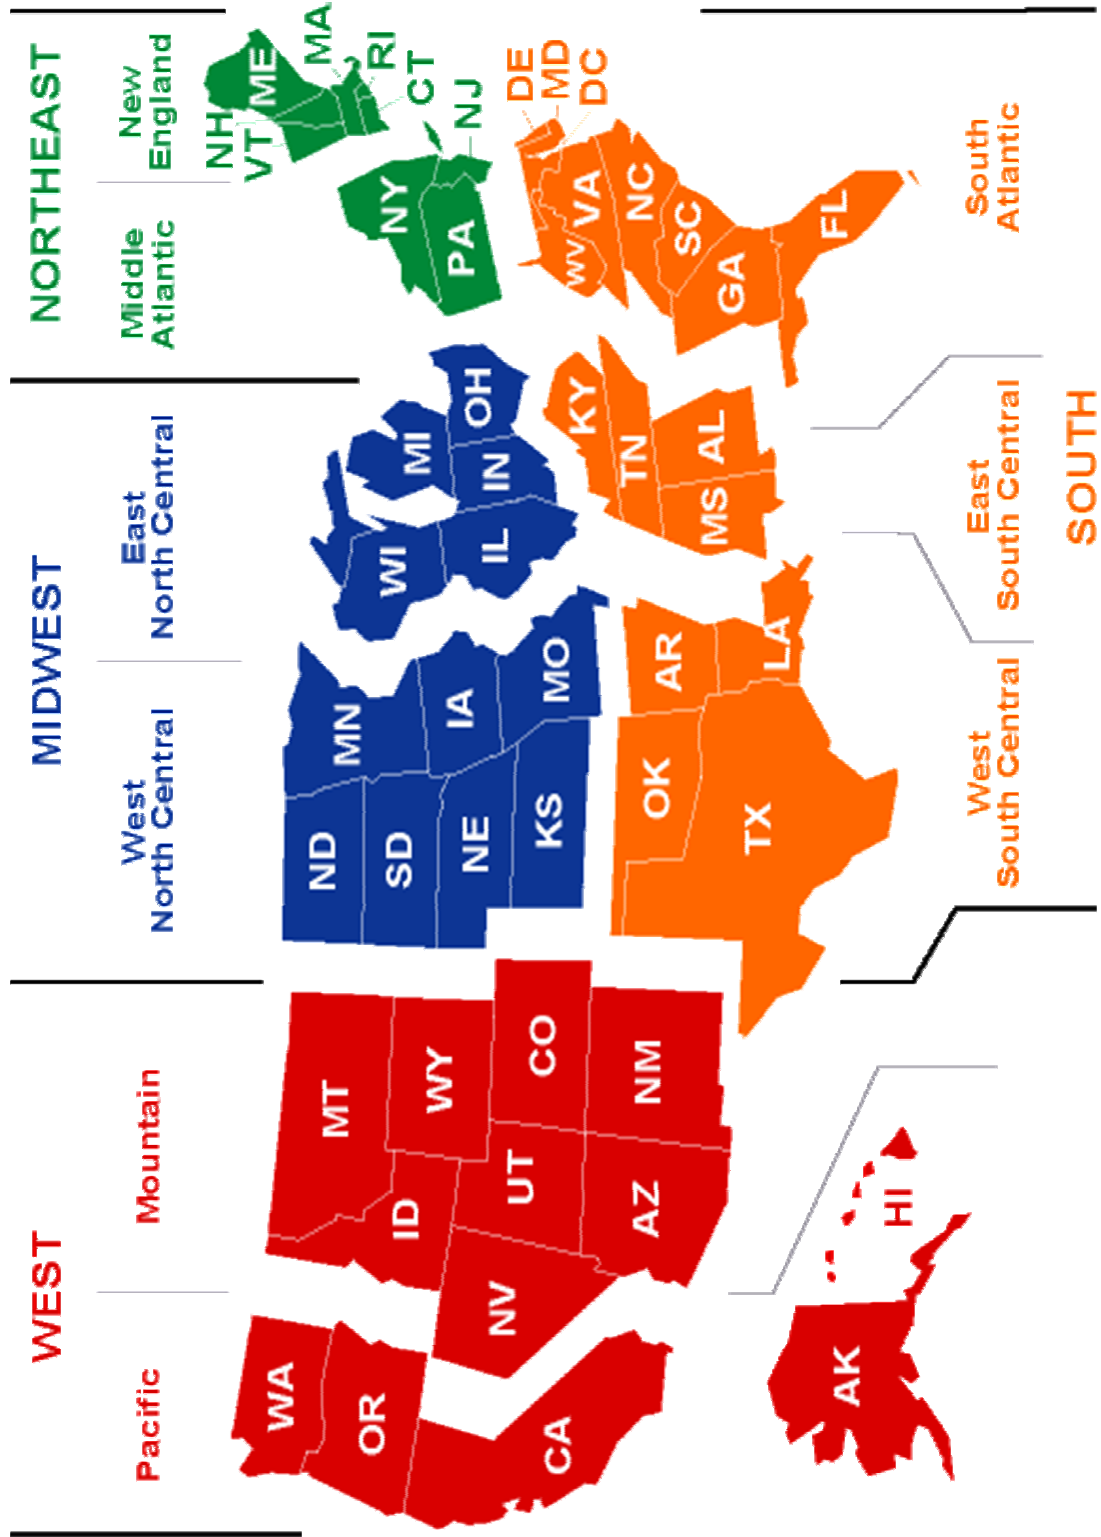 WEST
MIDWEST
NORTHEAST
Pacific
Mountain
West
North Central
East
North Central
Middle
Atlantic
New
England
WA
OR
CA
NV
ID
MT
WY
UT
CO
AZ
NM
AK
HI
ND
SD
NE
KS
MN
IA
MO
WI
IL
MI
IN
OH
NY
PA
NJ
CT
RI
MA
ME
NH
VT
OK
TX
AR
LA
KY
TN
MS
AL
DE
MD
DC
WV
VA
NC
SC
GA
FL
West
South Central
East
South Central
South
Atlantic
SOUTH